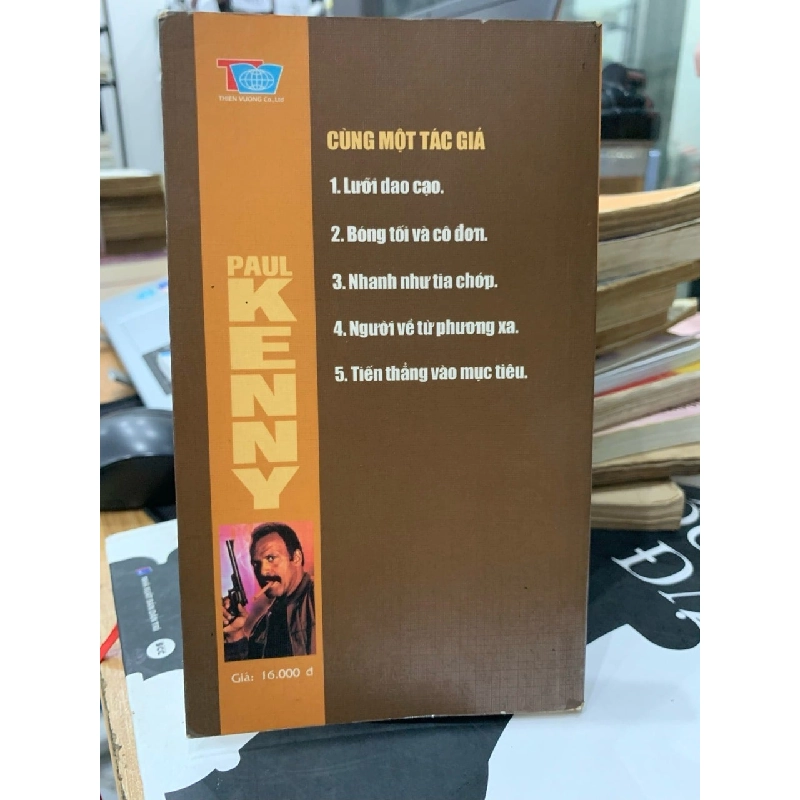 TV
THIEN VUONG Co.,Ltd
CÙNG MỘT TÁC GIẢ
1. Lưỡi dao cạo.
2. Bóng tối và cô đơn.
3. Nhanh như tia chớp.
4. Người về từ phương xa.
5. Tiến thẳng vào mục tiêu.
PAUL
KENNY
Giá: 16.000 đ